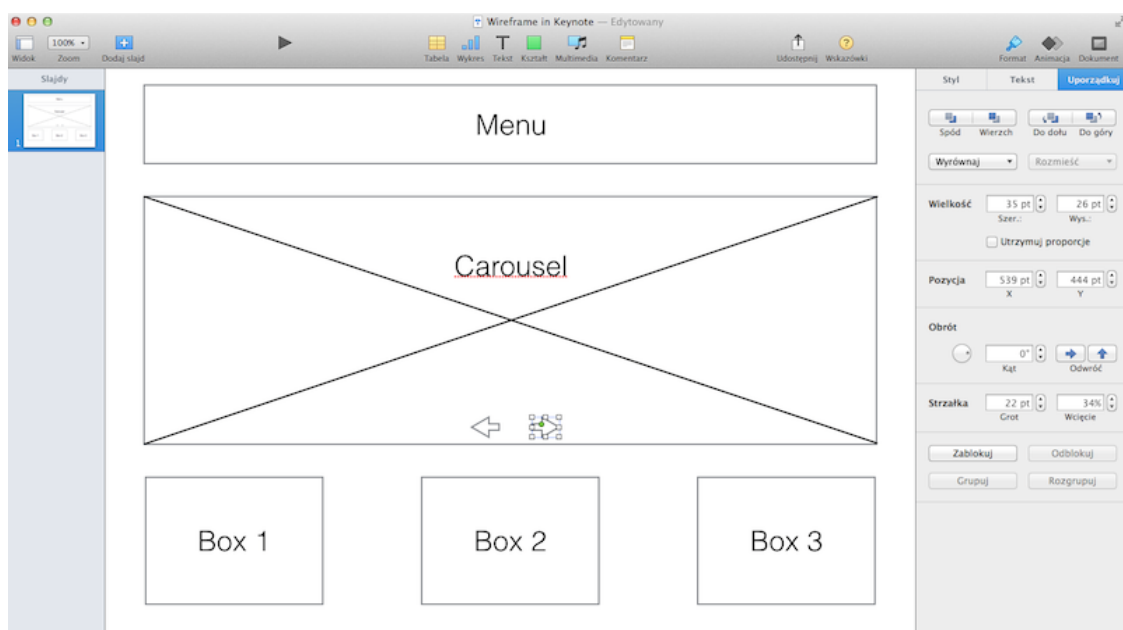 Wireframe in Keynote — Edytowany
100%
Widok Zoom Dodaj slajd Tabela Wykres Tekst Kształt Multimedia Komentarz Udostępnij Wskazówki Format Animacja Dokument
Slajdy
Styl Tekst Uporządkuj
1
Menu
Carousel
Box 1 Box 2 Box 3
Spód Wierzch Do dołu Do góry
Wyrównaj Rozmieść
Wielkość 35 pt 26 pt
Szer.: Wys.:
Utrzymuj proporcje
Pozycja 539 pt 444 pt
X Y
Obrót
0°
Kąt Odwróć
Strzałka 22 pt 34%
Grot Wcięcie
Zablokuj Odblokuj
Grupuj Rozgrupuj